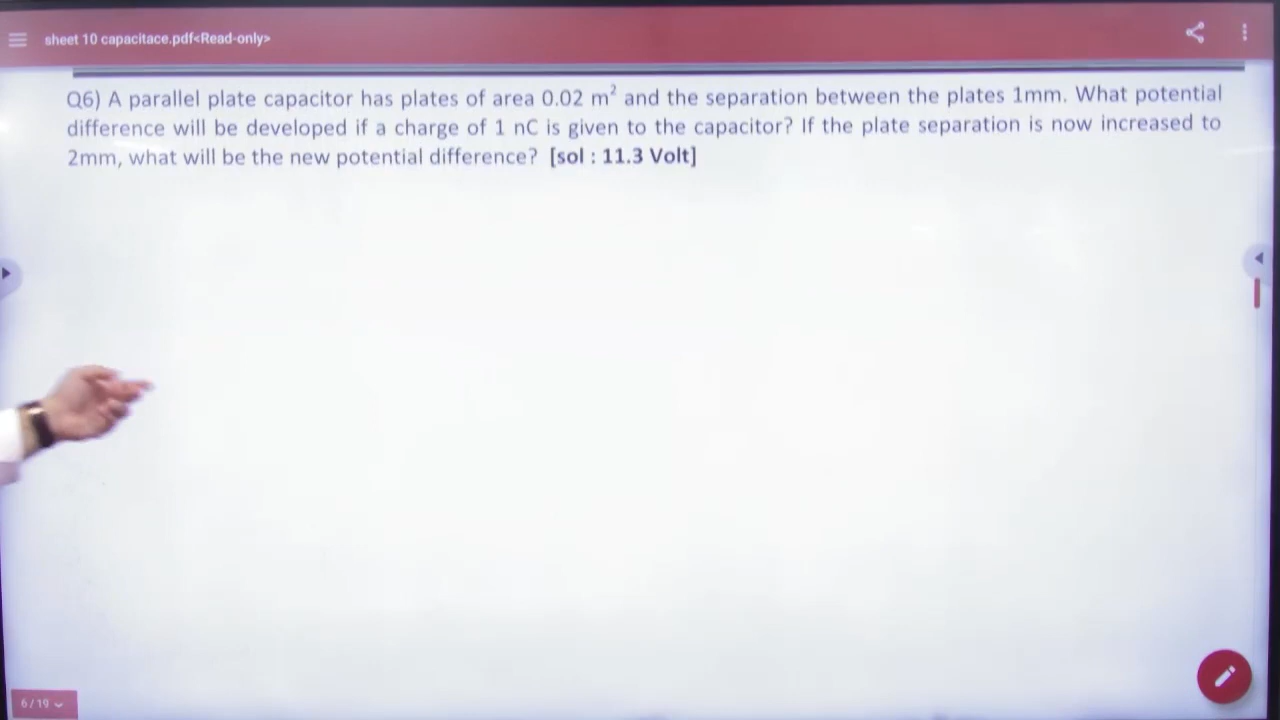 sheet 10 capacitace.pdf<Read-only>
Q6) A parallel plate capacitor has plates of area 0.02 m² and the separation between the plates 1mm. What potential
difference will be developed if a charge of 1 nC is given to the capacitor? If the plate separation is now increased to
2mm, what will be the new potential difference? [sol : 11.3 Volt]
6/19